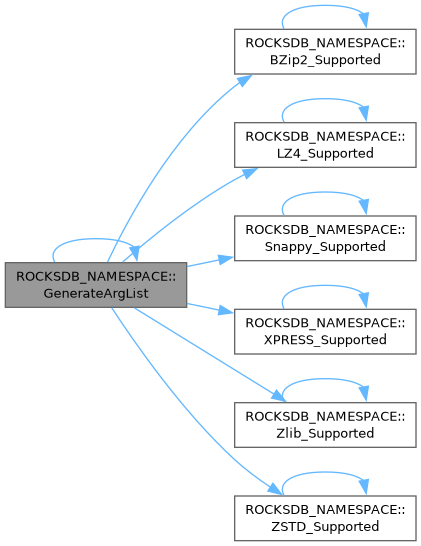 ROCKSDB_NAMESPACE::
BZip2_Supported
ROCKSDB_NAMESPACE::
LZ4_Supported
ROCKSDB_NAMESPACE::
Snappy_Supported
ROCKSDB_NAMESPACE::
GenerateArgList
ROCKSDB_NAMESPACE::
XPRESS_Supported
ROCKSDB_NAMESPACE::
Zlib_Supported
ROCKSDB_NAMESPACE::
ZSTD_Supported